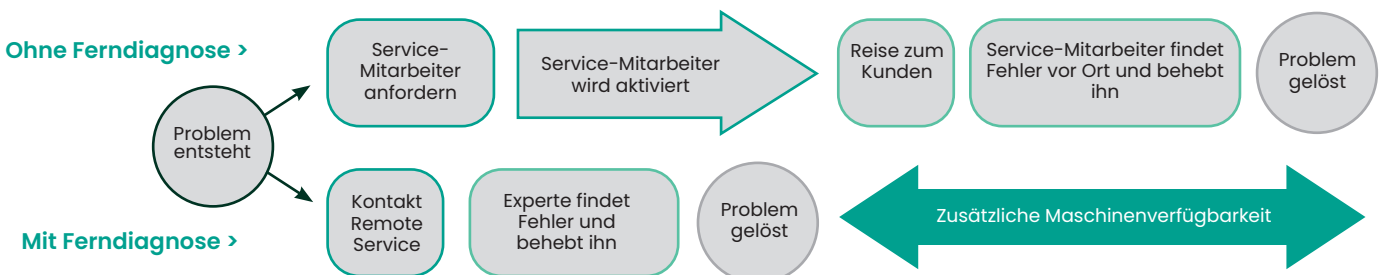 Ohne Ferndiagnose >
Problem
entsteht
Service-
Mitarbeiter
anfordern
Service-Mitarbeiter
wird aktiviert
Reise zum
Kunden
Service-Mitarbeiter findet
Fehler vor Ort und behebt
ihn
Problem
gelöst
Mit Ferndiagnose >
Kontakt
Remote
Service
Experte findet
Fehler und
behebt ihn
Problem
gelöst
Zusätzliche Maschinenverfügbarkeit